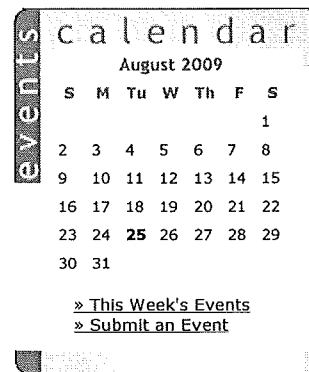 events
calendar
August 2009
S M Tu W Th F S
1
2 3 4 5 6 7 8
9 10 11 12 13 14 15
16 17 18 19 20 21 22
23 24 25 26 27 28 29
30 31
» This Week's Events
» Submit an Event